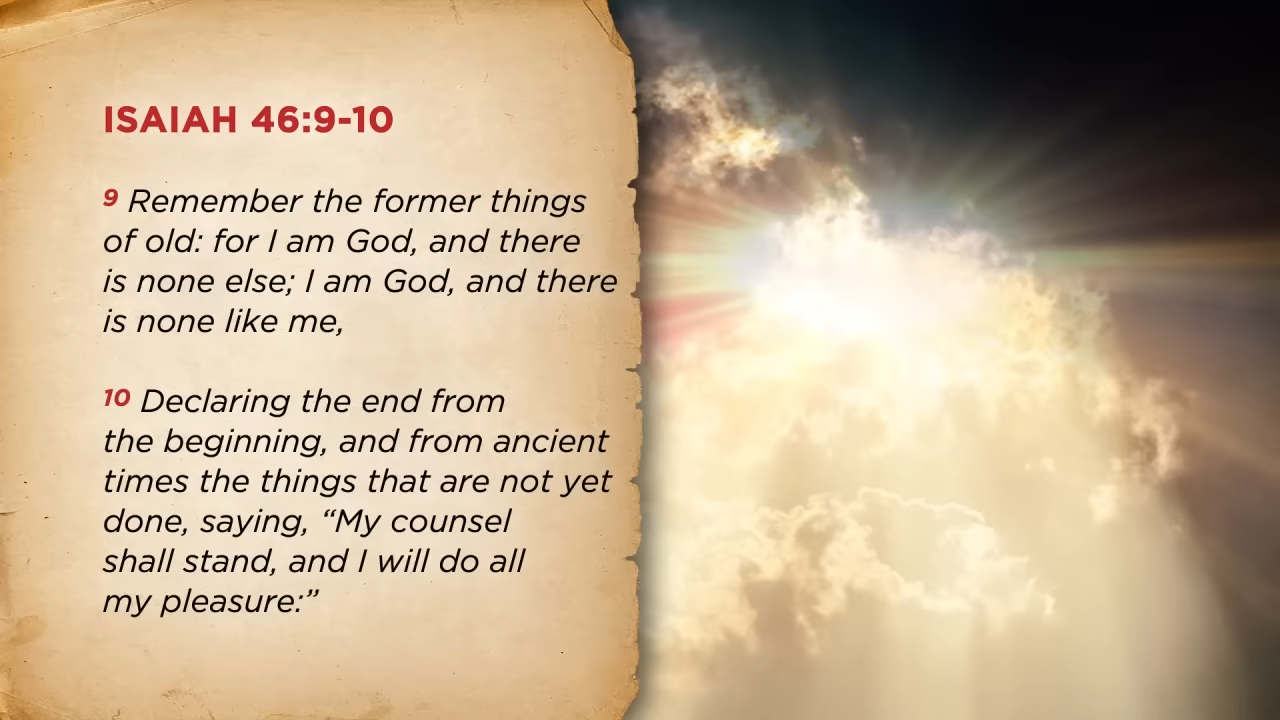 ISAIAH 46:9-10
9 Remember the former things
of old: for I am God, and there
is none else; I am God, and there
is none like me,
10 Declaring the end from
the beginning, and from ancient
times the things that are not yet
done, saying, “My counsel
shall stand, and I will do all
my pleasure:”